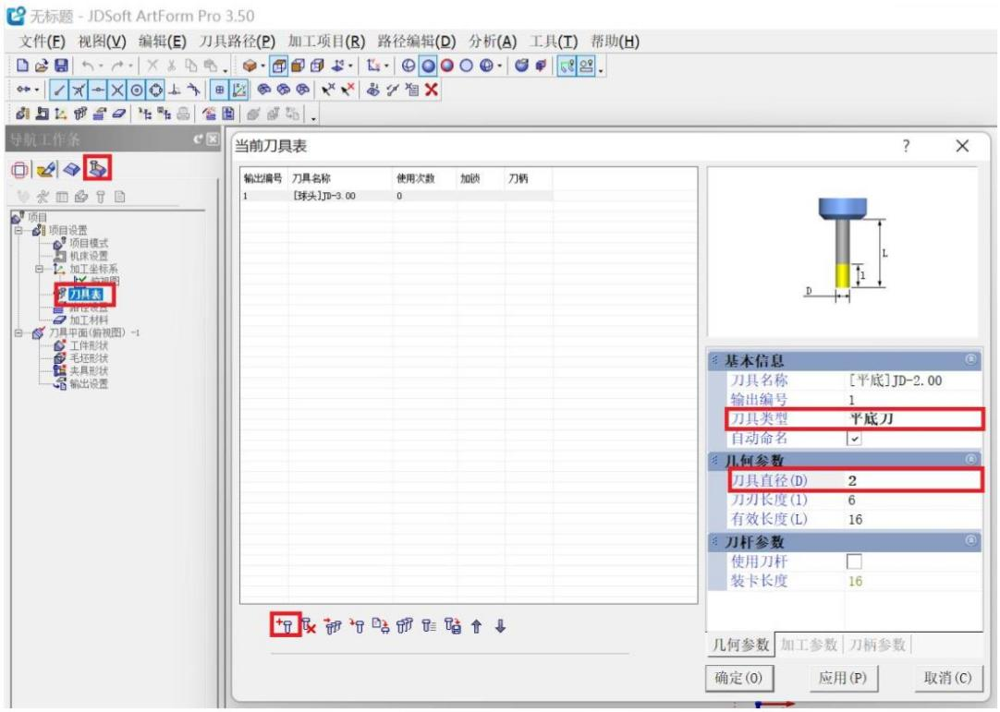 无标题 - JDSoft ArtForm Pro 3.50
文件(F) 视图(V) 编辑(E) 刀具路径(P) 加工项目(R) 路径编辑(D) 分析(A) 工具(T) 帮助(H)
导航工作条
项目
项目设置
项目模式
机床设置
加工坐标系
俯视图
刀具表
路径设置
加工材料
刀具平面(俯视图) -1
工件形状
毛坯形状
夹具形状
输出设置
当前刀具表
输出编号 刀具名称 使用次数 加锁 刀柄
1 [球头]JD-3.00 0
L
l
D
基本信息
刀具名称 [平底]JD-2.00
输出编号 1
刀具类型 平底刀
自动命名
几何参数
刀具直径(D) 2
刀刃长度(l) 6
有效长度(L) 16
刀杆参数
使用刀杆
装卡长度 16
几何参数 加工参数 刀柄参数
确定(O) 应用(P) 取消(C)